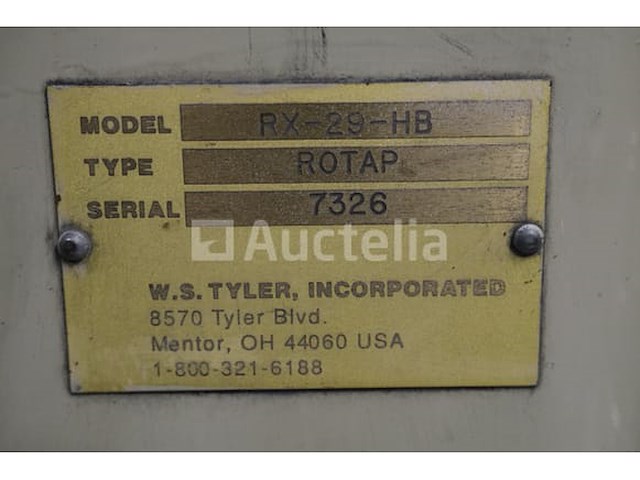 MODEL RX-29-HB
TYPE ROTAP
SERIAL 7326
Auctelia
W.S. TYLER, INCORPORATED
8570 Tyler Blvd.
Mentor, OH 44060 USA
1-800-321-6188